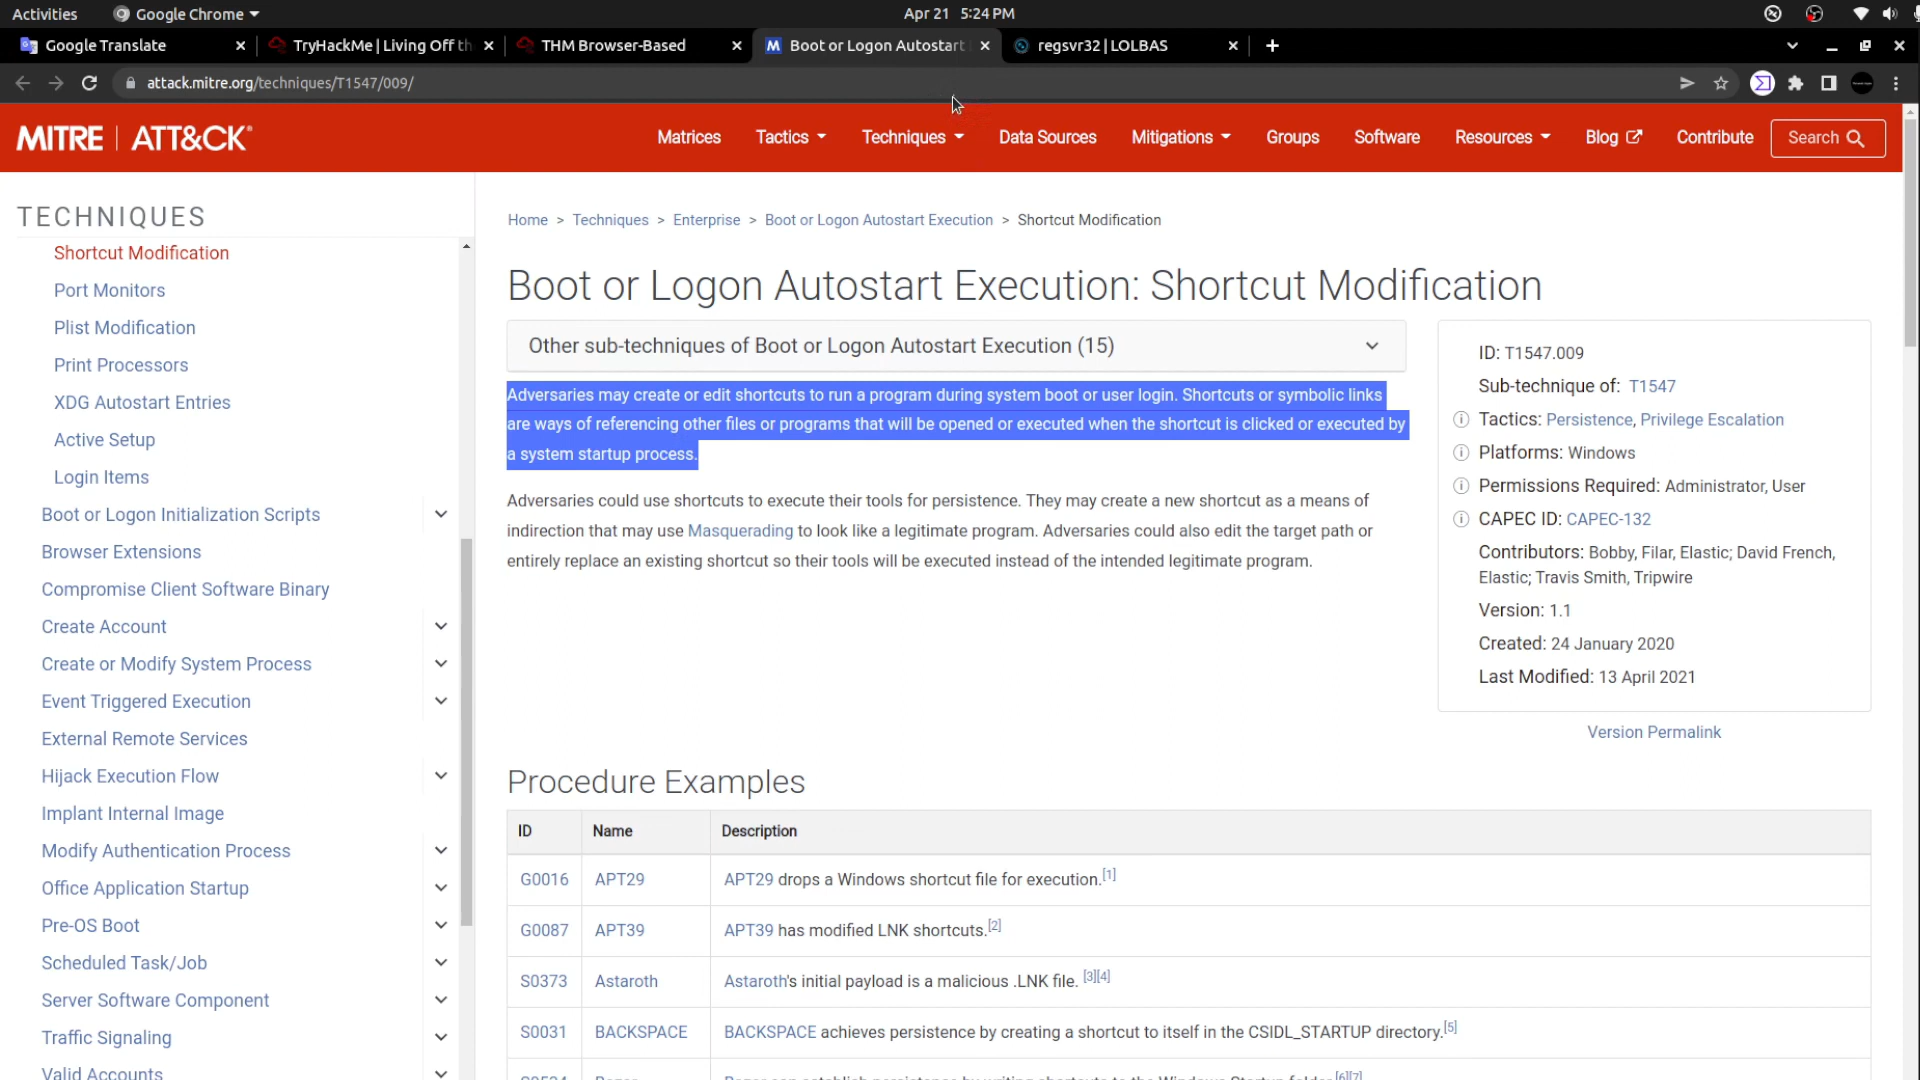 Activities
Google Chrome
Apr 21 5:24 PM
Google Translate
TryHackMe | Living Off th
THM Browser-Based
Boot or Logon Autostart
regsvr32 | LOLBAS
attack.mitre.org/techniques/T1547/009/
MITRE | ATT&CK®
Matrices
Tactics
Techniques
Data Sources
Mitigations
Groups
Software
Resources
Blog
Contribute
Search
TECHNIQUES
Shortcut Modification
Port Monitors
Plist Modification
Print Processors
XDG Autostart Entries
Active Setup
Login Items
Boot or Logon Initialization Scripts
Browser Extensions
Compromise Client Software Binary
Create Account
Create or Modify System Process
Event Triggered Execution
External Remote Services
Hijack Execution Flow
Implant Internal Image
Modify Authentication Process
Office Application Startup
Pre-OS Boot
Scheduled Task/Job
Server Software Component
Traffic Signaling
Valid Accounts
Home > Techniques > Enterprise > Boot or Logon Autostart Execution > Shortcut Modification
Boot or Logon Autostart Execution: Shortcut Modification
Other sub-techniques of Boot or Logon Autostart Execution (15)
Adversaries may create or edit shortcuts to run a program during system boot or user login. Shortcuts or symbolic links
are ways of referencing other files or programs that will be opened or executed when the shortcut is clicked or executed by
a system startup process.
Adversaries could use shortcuts to execute their tools for persistence. They may create a new shortcut as a means of
indirection that may use Masquerading to look like a legitimate program. Adversaries could also edit the target path or
entirely replace an existing shortcut so their tools will be executed instead of the intended legitimate program.
ID: T1547.009
Sub-technique of: T1547
Tactics: Persistence, Privilege Escalation
Platforms: Windows
Permissions Required: Administrator, User
CAPEC ID: CAPEC-132
Contributors: Bobby, Filar, Elastic; David French,
Elastic; Travis Smith, Tripwire
Version: 1.1
Created: 24 January 2020
Last Modified: 13 April 2021
Version Permalink
Procedure Examples
ID Name Description
G0016 APT29 APT29 drops a Windows shortcut file for execution.[1]
G0087 APT39 APT39 has modified LNK shortcuts.[2]
S0373 Astaroth Astaroth's initial payload is a malicious .LNK file. [3][4]
S0031 BACKSPACE BACKSPACE achieves persistence by creating a shortcut to itself in the CSIDL_STARTUP directory.[5]